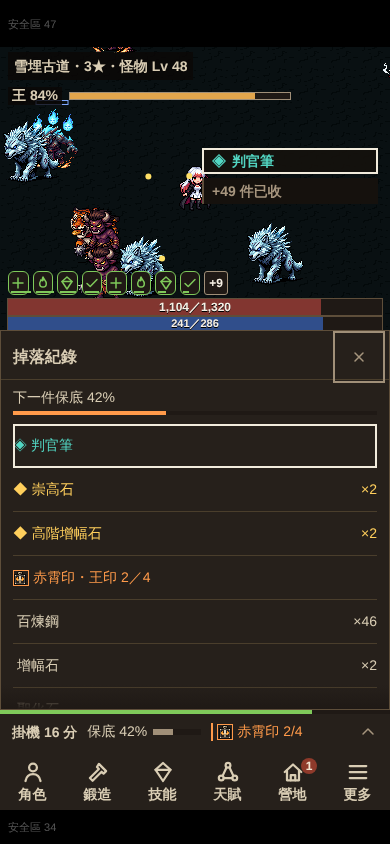 安全區 47
雪埋古道・3★・怪物 Lv 48
王 84%
◈ 判官筆
+49 件已收
+9
1,104／1,320
241／286
掉落紀錄
×
下一件保底 42%
◈ 判官筆
◆ 崇高石 ×2
◆ 高階增幅石 ×2
赤霄印・王印 2／4
百煉鋼 ×46
增幅石 ×2
掛機 16 分 保底 42% 赤霄印 2/4
1
角色 鍛造 技能 天賦 營地 更多
安全區 34